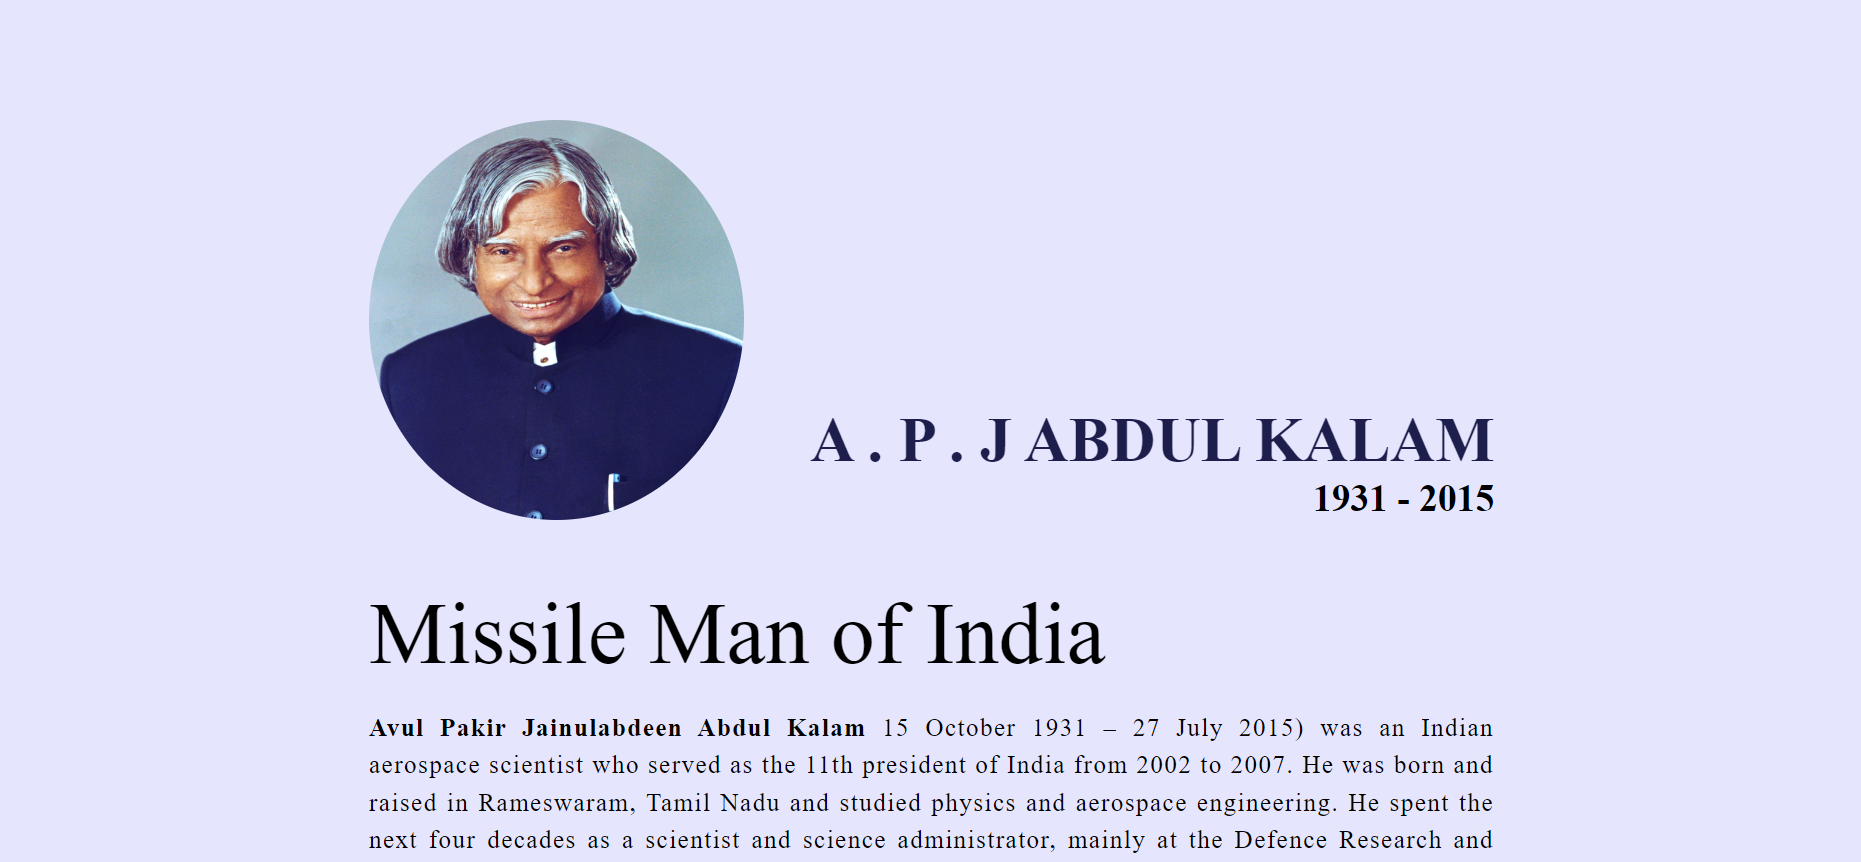 A . P . J ABDUL KALAM
1931 - 2015
Missile Man of India
Avul Pakir Jainulabdeen Abdul Kalam 15 October 1931 – 27 July 2015) was an Indian
aerospace scientist who served as the 11th president of India from 2002 to 2007. He was born and
raised in Rameswaram, Tamil Nadu and studied physics and aerospace engineering. He spent the
next four decades as a scientist and science administrator, mainly at the Defence Research and